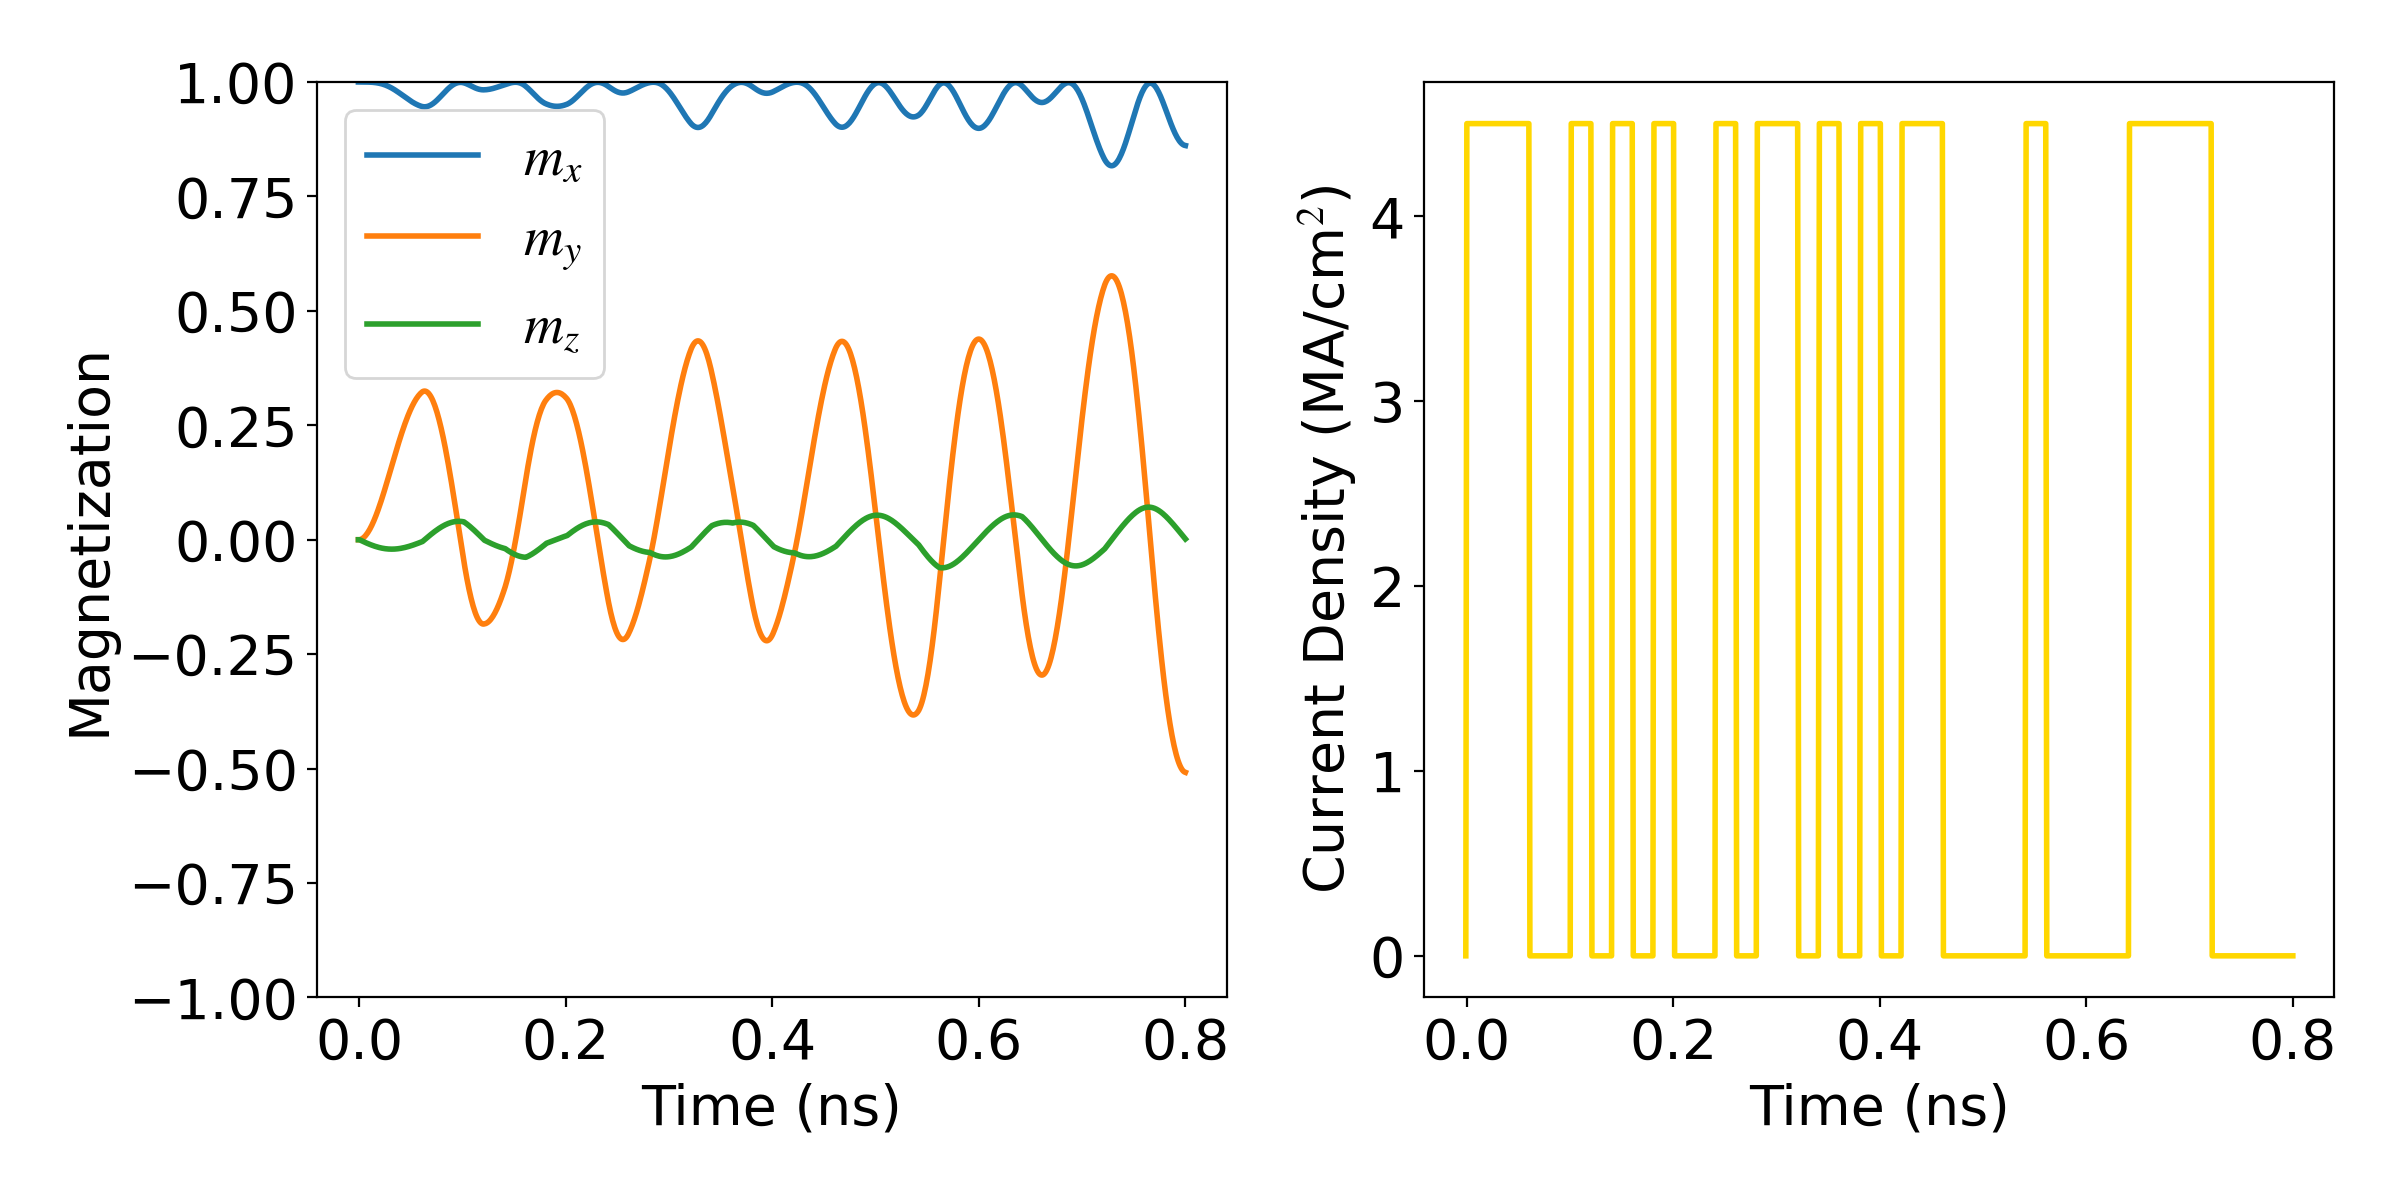 Magnetization
1.00
0.75
0.50
0.25
0.00
−0.25
−0.50
−0.75
−1.00
m_x
m_y
m_z
0.0 0.2 0.4 0.6 0.8
Time (ns)
Current Density (MA/cm²)
4
3
2
1
0
0.0 0.2 0.4 0.6 0.8
Time (ns)